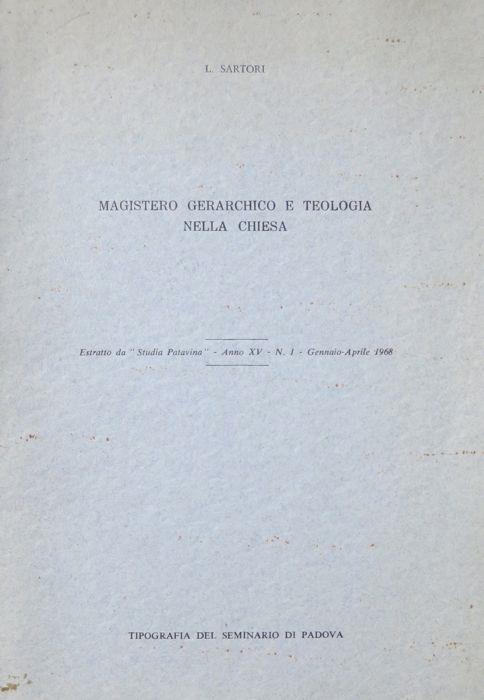 L. SARTORI
MAGISTERO GERARCHICO E TEOLOGIA
NELLA CHIESA
Estratto da "Studia Patavina" - Anno XV - N. 1 - Gennaio-Aprile 1968
TIPOGRAFIA DEL SEMINARIO DI PADOVA